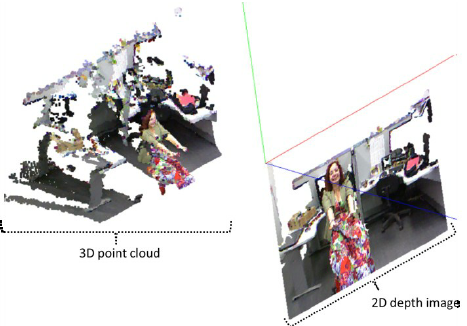 3D point cloud
2D depth image